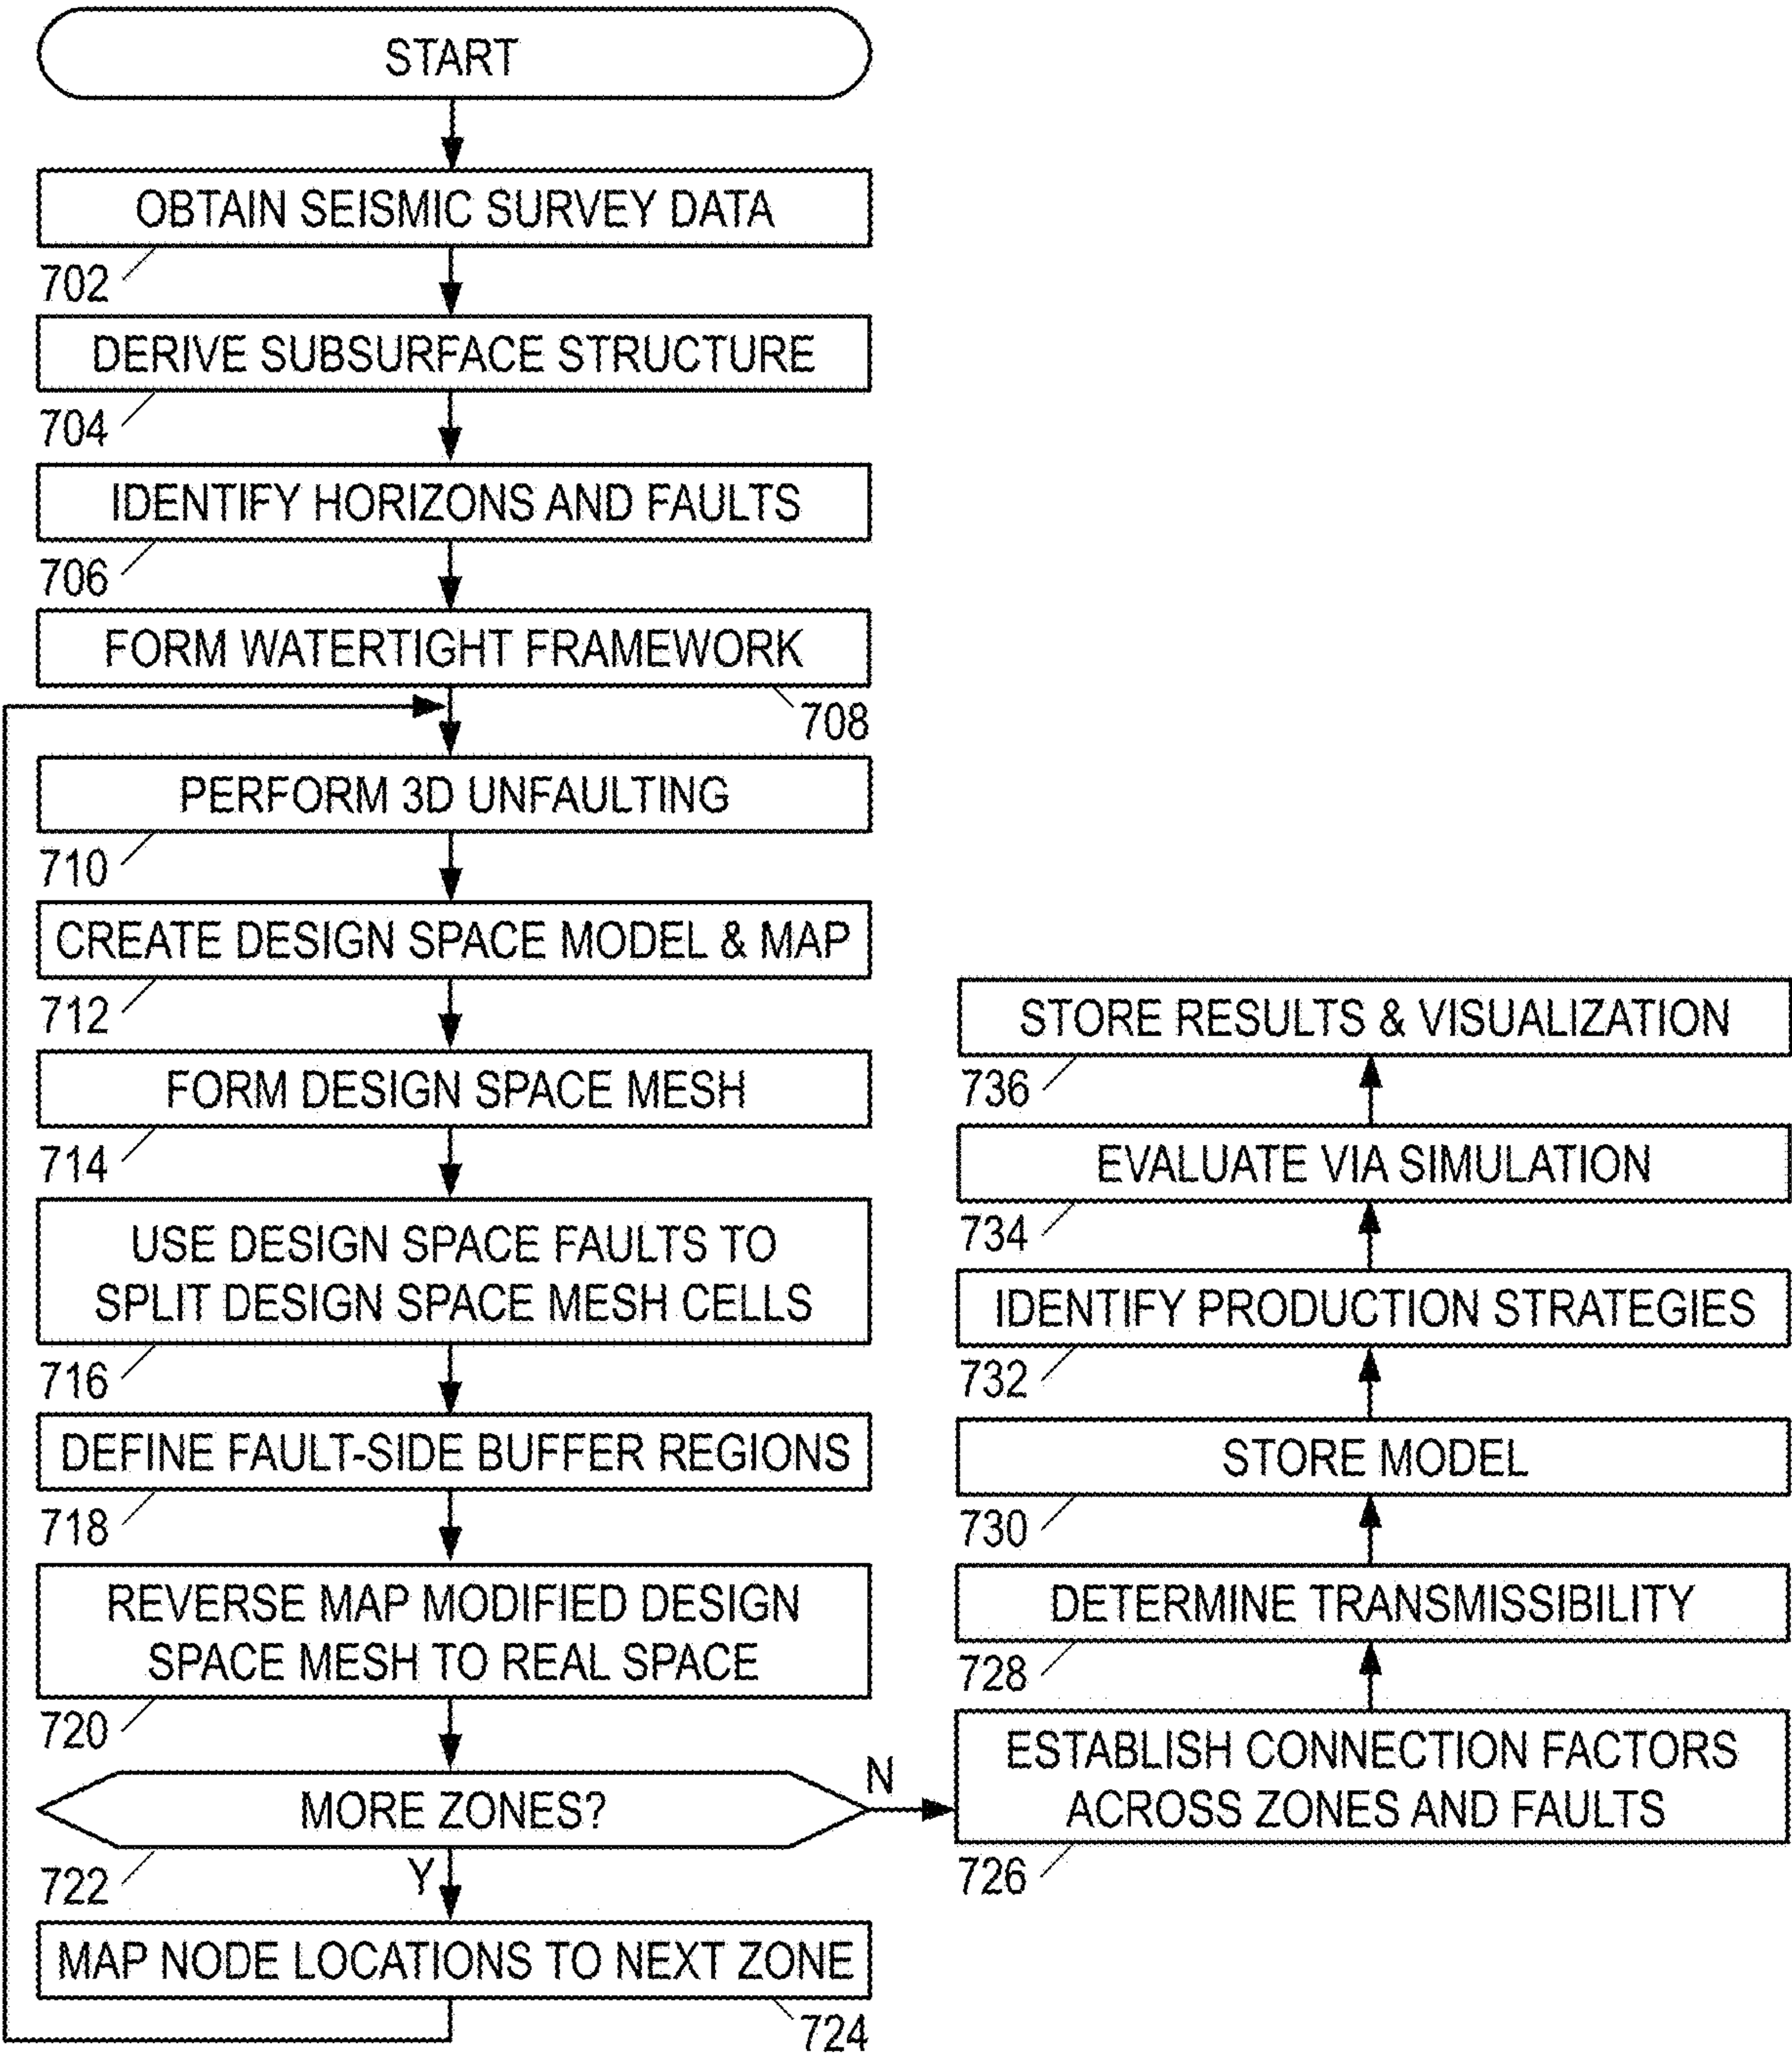 START
OBTAIN SEISMIC SURVEY DATA
702
DERIVE SUBSURFACE STRUCTURE
704
IDENTIFY HORIZONS AND FAULTS
706
FORM WATERTIGHT FRAMEWORK
708
PERFORM 3D UNFAULTING
710
CREATE DESIGN SPACE MODEL & MAP
712
FORM DESIGN SPACE MESH
714
USE DESIGN SPACE FAULTS TO
SPLIT DESIGN SPACE MESH CELLS
716
DEFINE FAULT-SIDE BUFFER REGIONS
718
REVERSE MAP MODIFIED DESIGN
SPACE MESH TO REAL SPACE
720
MORE ZONES?
722
Y
N
MAP NODE LOCATIONS TO NEXT ZONE
724
ESTABLISH CONNECTION FACTORS
ACROSS ZONES AND FAULTS
726
DETERMINE TRANSMISSIBILITY
728
STORE MODEL
730
IDENTIFY PRODUCTION STRATEGIES
732
EVALUATE VIA SIMULATION
734
STORE RESULTS & VISUALIZATION
736